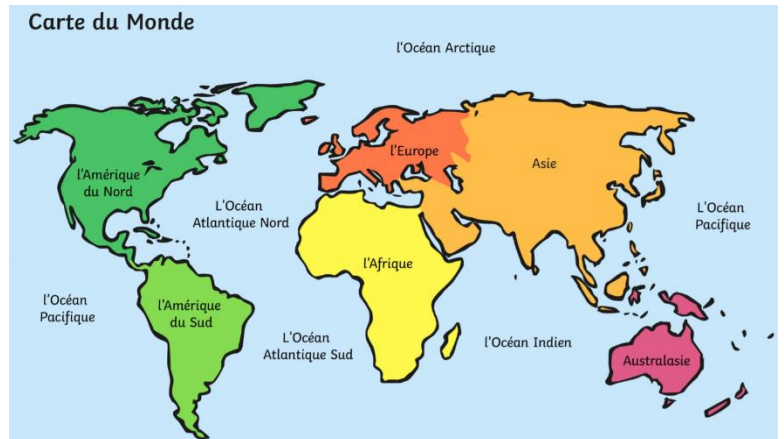 Carte du Monde
l'Océan Arctique
l'Amérique
du Nord
l'Europe
Asie
L'Océan
Atlantique Nord
L'Océan
Pacifique
l'Afrique
l'Océan
Pacifique
l'Amérique
du Sud
L'Océan
Atlantique Sud
l'Océan Indien
Australasie